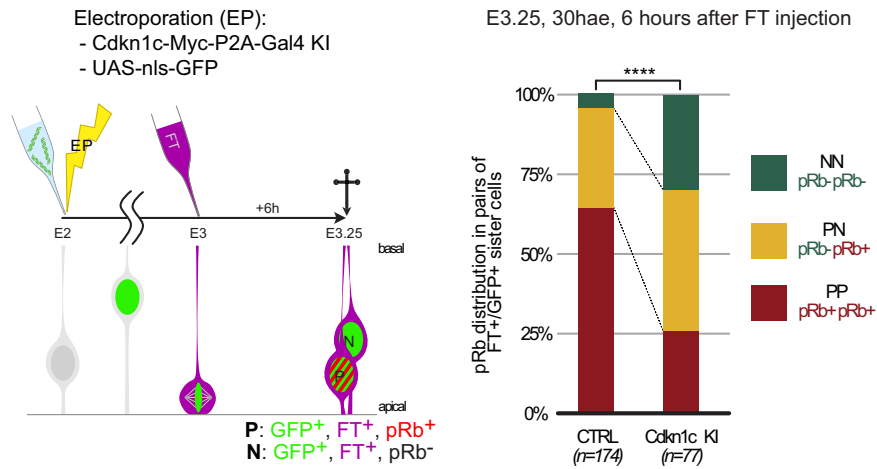 Electroporation (EP):
- Cdkn1c-Myc-P2A-Gal4 KI
- UAS-nls-GFP
EP
FT
+6h
E2
E3
E3.25
basal
N
P
apical
P: GFP+, FT+, pRb+
N: GFP+, FT+, pRb-
E3.25, 30hae, 6 hours after FT injection
****
pRb distribution in pairs of
FT+/GFP+ sister cells
100%
75%
50%
25%
0%
CTRL
(n=174)
Cdkn1c KI
(n=77)
NN
pRb-pRb-
PN
pRb-pRb+
PP
pRb+pRb+